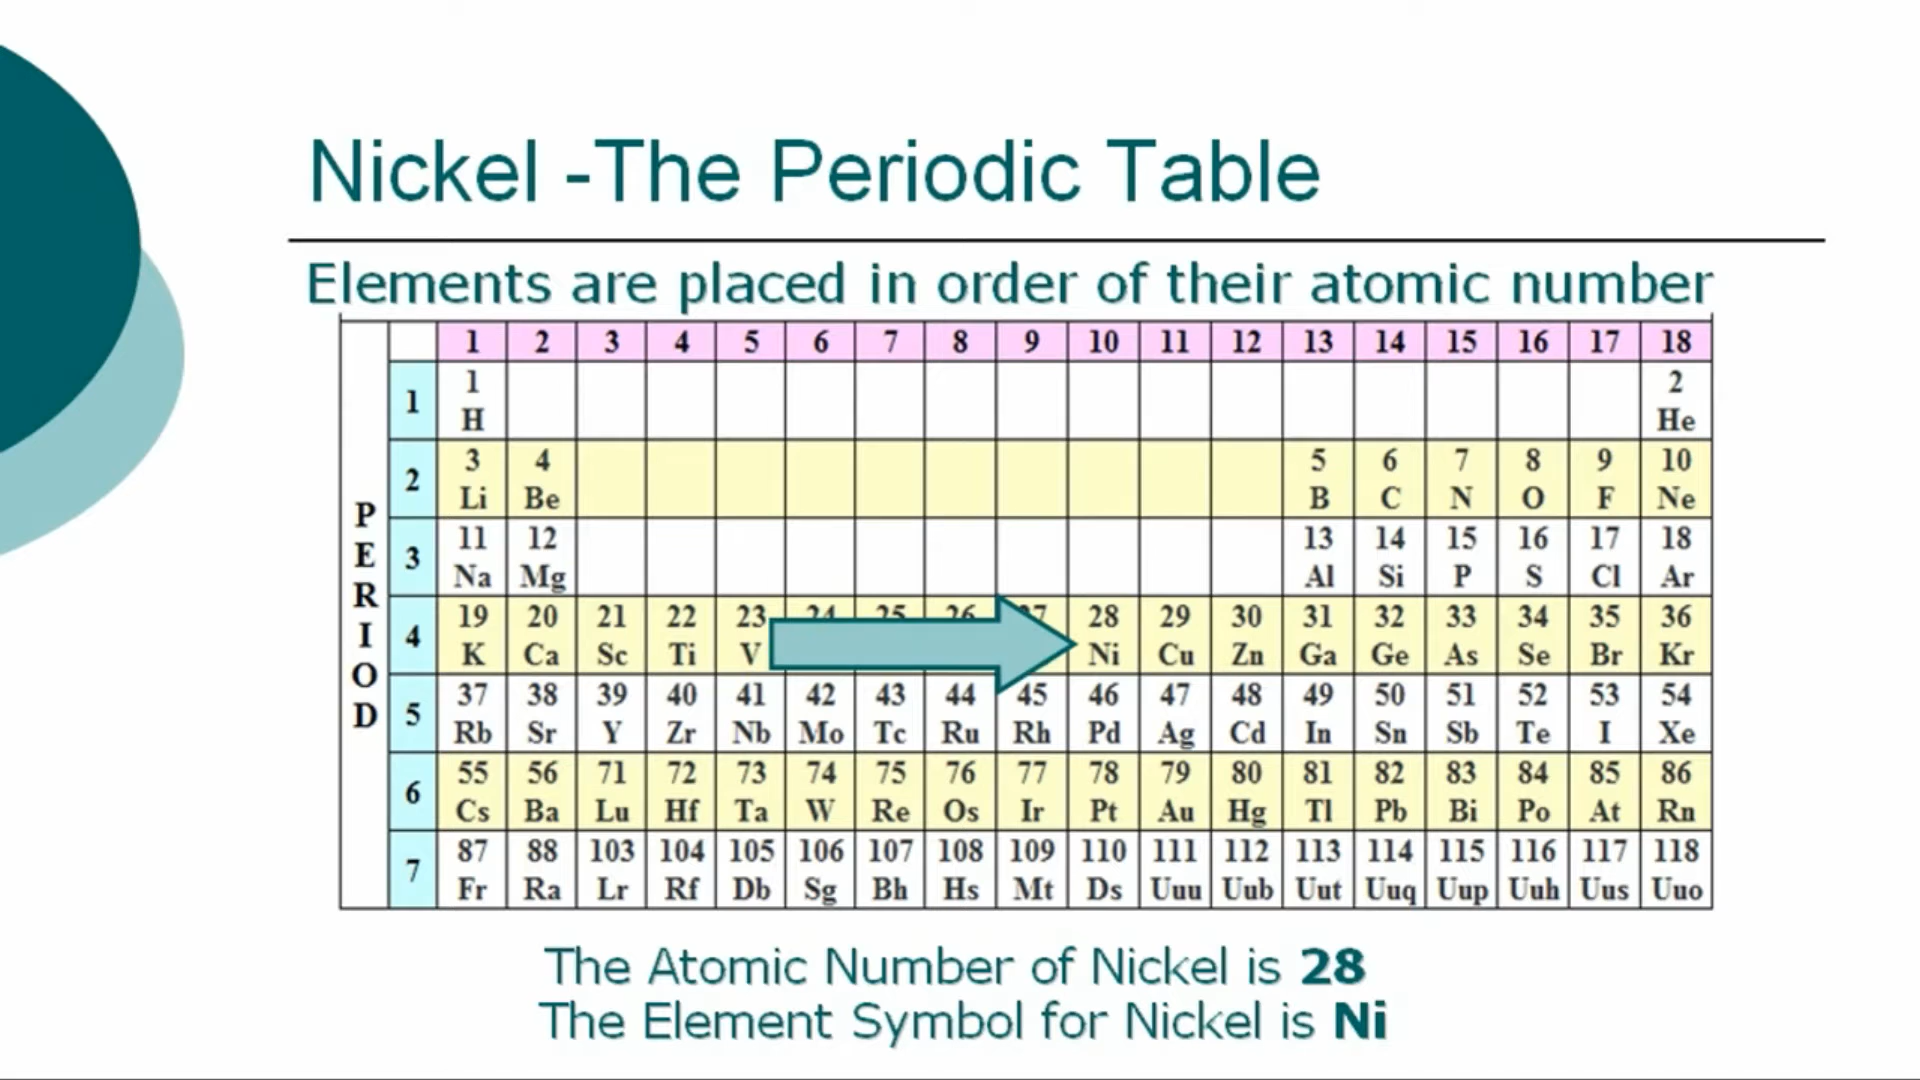 Nickel -The Periodic Table
Elements are placed in order of their atomic number
1 2 3 4 5 6 7 8 9 10 11 12 13 14 15 16 17 18
PERIOD
1
1 2
H He
2
3 4 5 6 7 8 9 10
Li Be B C N O F Ne
3
11 12 13 14 15 16 17 18
Na Mg Al Si P S Cl Ar
4
19 20 21 22 23 24 25 26 27 28 29 30 31 32 33 34 35 36
K Ca Sc Ti V Ni Cu Zn Ga Ge As Se Br Kr
5
37 38 39 40 41 42 43 44 45 46 47 48 49 50 51 52 53 54
Rb Sr Y Zr Nb Mo Tc Ru Rh Pd Ag Cd In Sn Sb Te I Xe
6
55 56 71 72 73 74 75 76 77 78 79 80 81 82 83 84 85 86
Cs Ba Lu Hf Ta W Re Os Ir Pt Au Hg Tl Pb Bi Po At Rn
7
87 88 103 104 105 106 107 108 109 110 111 112 113 114 115 116 117 118
Fr Ra Lr Rf Db Sg Bh Hs Mt Ds Uuu Uub Uut Uuq Uup Uuh Uus Uuo
The Atomic Number of Nickel is 28
The Element Symbol for Nickel is Ni